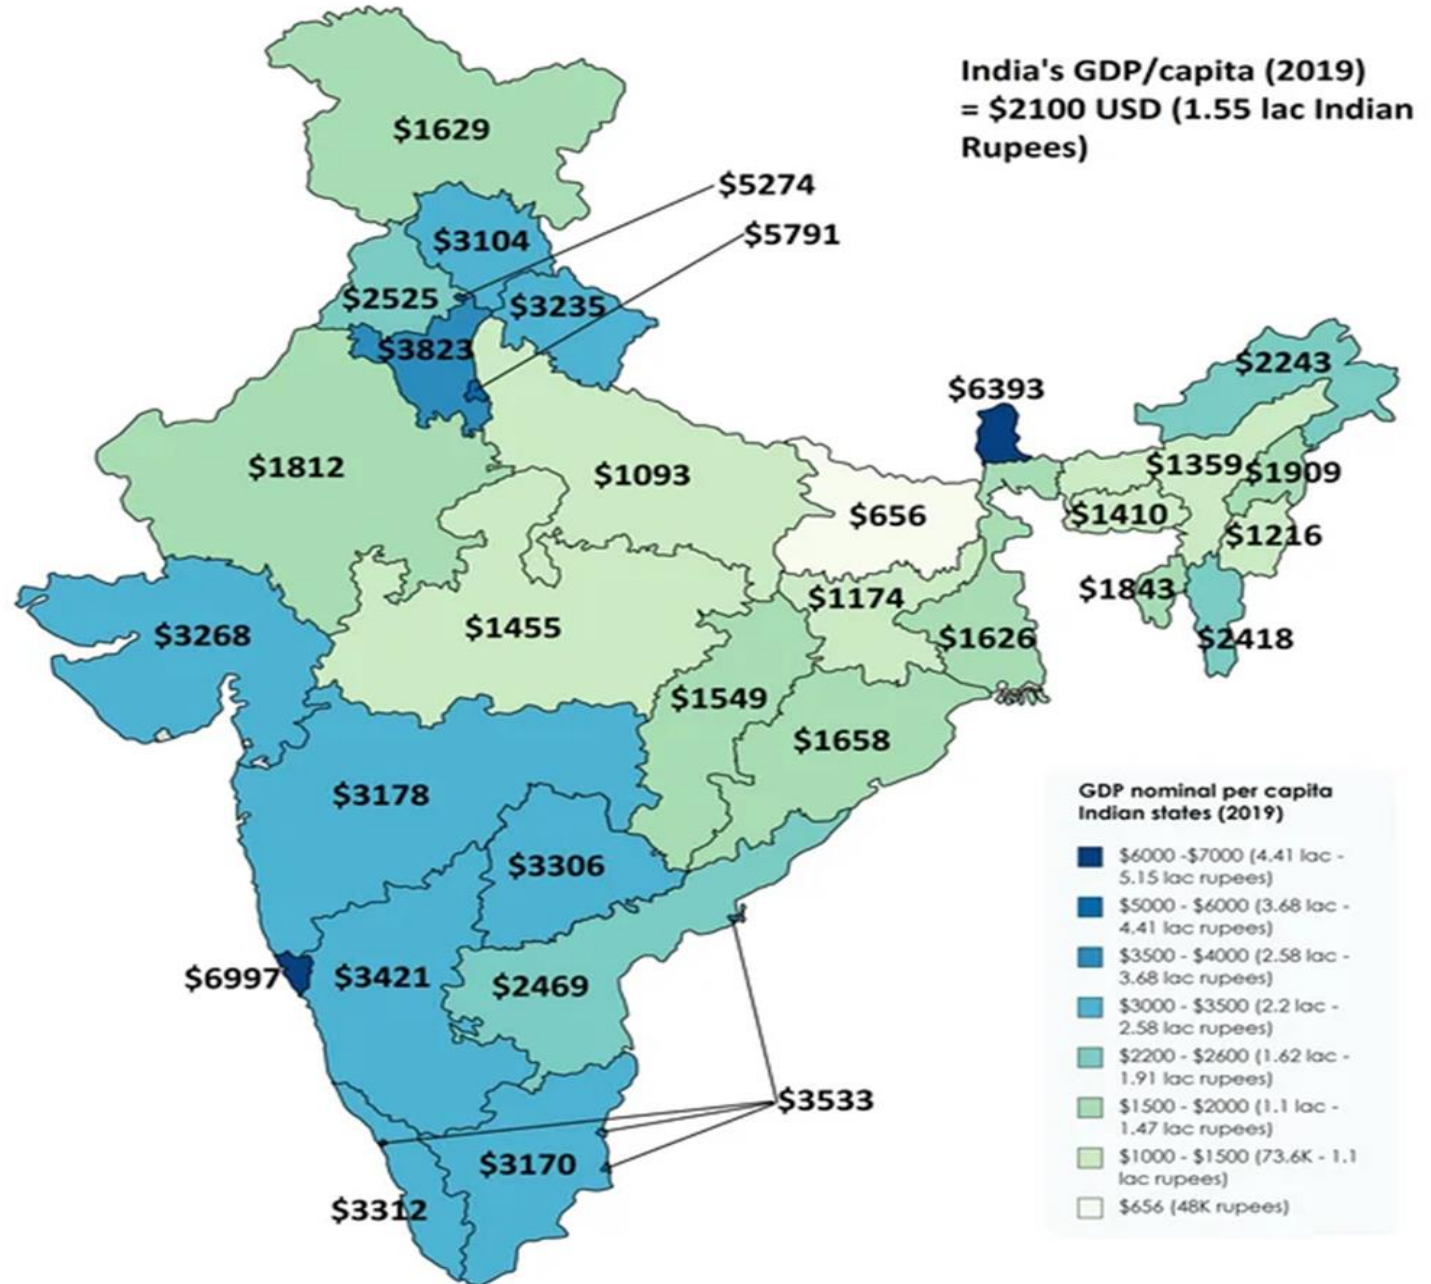 India's GDP/capita (2019)
= $2100 USD (1.55 lac Indian
Rupees)
$1629
$5274
$3104
$5791
$2525
$3235
$3823
$2243
$6393
$1812
$1093
$1359
$1909
$656
$1410
$1216
$1174
$1843
$3268
$1455
$1626
$2418
$1549
$1658
$3178
$3306
$6997
$3421
$2469
$3533
$3170
$3312
GDP nominal per capita
Indian states (2019)
$6000 -$7000 (4.41 lac -
5.15 lac rupees)
$5000 - $6000 (3.68 lac -
4.41 lac rupees)
$3500 - $4000 (2.58 lac -
3.68 lac rupees)
$3000 - $3500 (2.2 lac -
2.58 lac rupees)
$2200 - $2600 (1.62 lac -
1.91 lac rupees)
$1500 - $2000 (1.1 lac -
1.47 lac rupees)
$1000 - $1500 (73.6K - 1.1
lac rupees)
$656 (48K rupees)